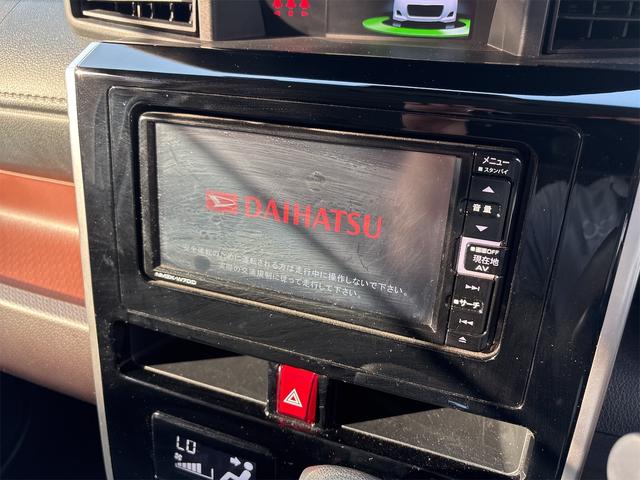 メニュー
スタンバイ
音量
DAIHATSU
画面OFF
現在地
AV
安全運転のために運転される方は走行中に操作しないで下さい。
実際の交通規制に従って走行して下さい。
サーチ
LO